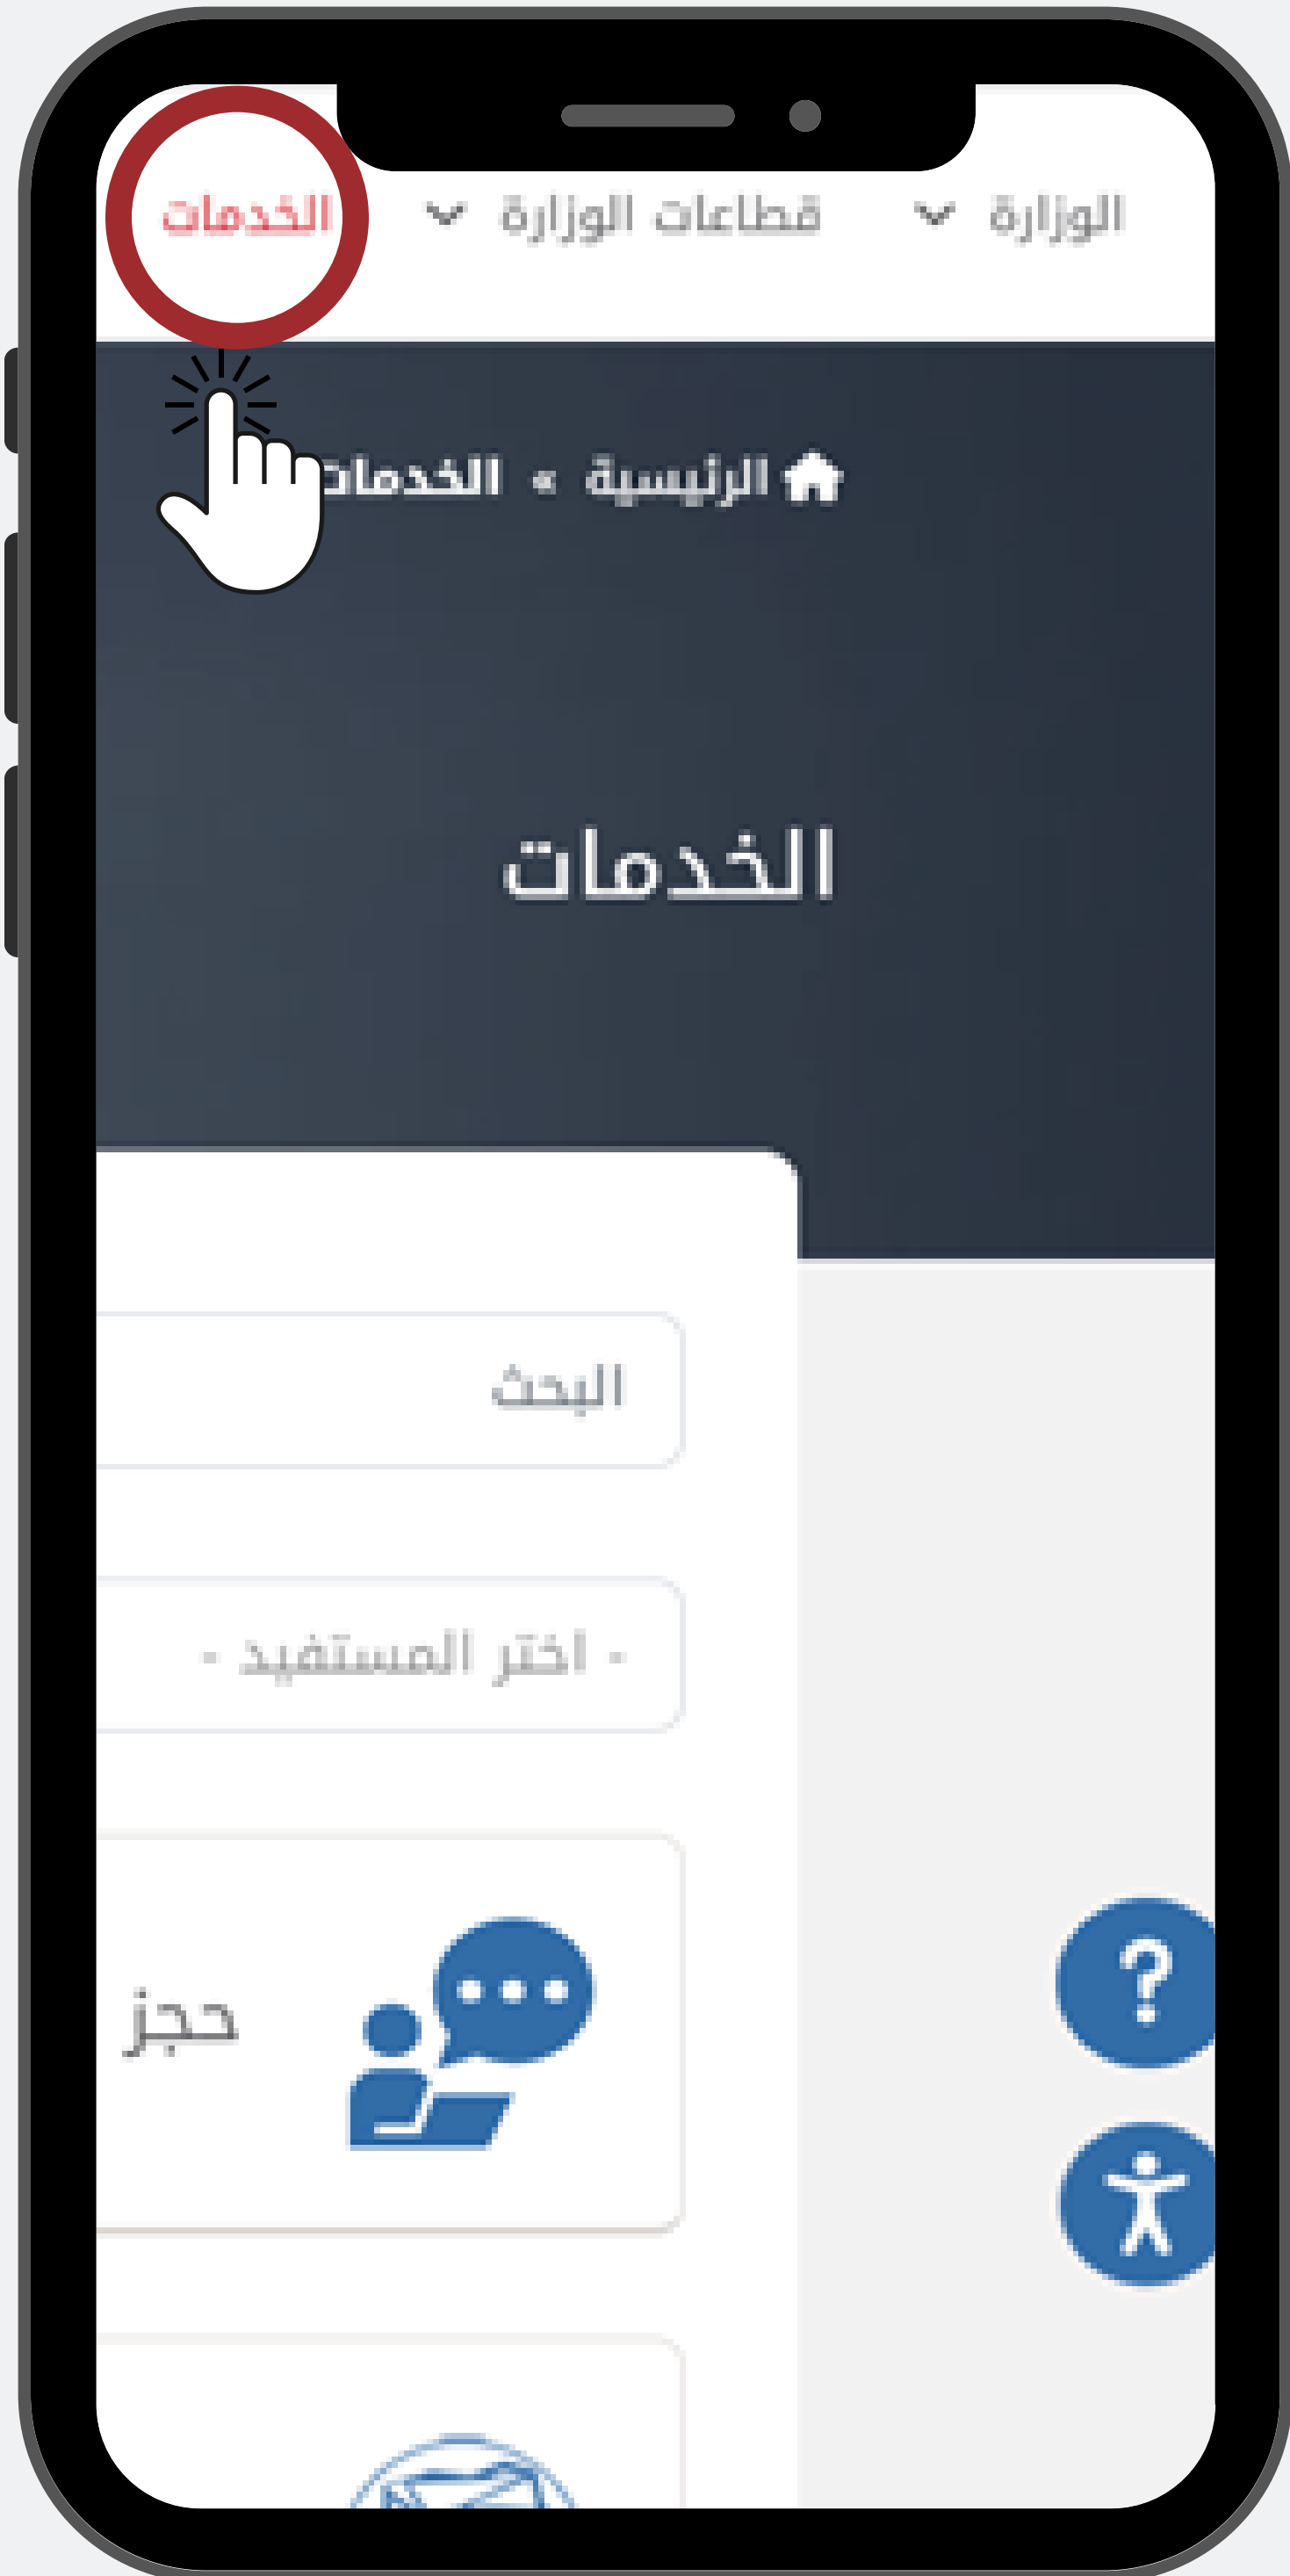 الوزارة قطاعات الوزارة الخدمات
الرئيسية » الخدمات
الخدمات
البحث
- اختر المستفيد -
حجز